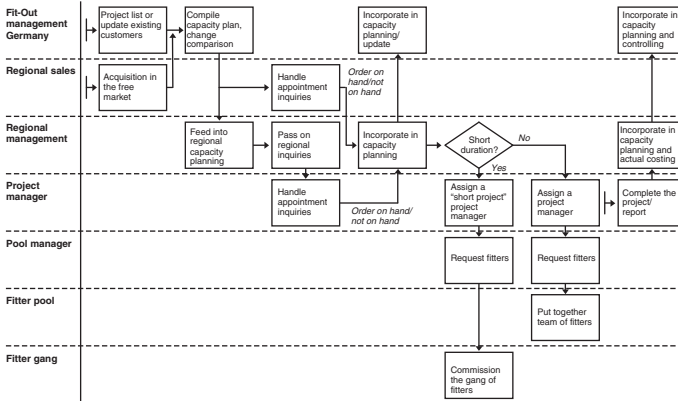 Fit-Out
management
Germany
Project list or
update existing
customers
Compile
capacity plan,
change
comparison
Incorporate in
capacity
planning/
update
Incorporate in
capacity
planning and
controlling
Regional sales
Acquisition in
the free
market
Handle
appointment
inquiries
Order on
hand/not
on hand
Regional
management
Feed into
regional
capacity
planning
Pass on
regional
inquiries
Incorporate in
capacity
planning
Short
duration?
No
Yes
Incorporate in
capacity
planning and
actual costing
Project
manager
Handle
appointment
inquiries
Order on hand/
not on hand
Assign a
"short project"
project
manager
Assign a
project
manager
Complete the
project/
report
Pool manager
Request fitters
Request fitters
Fitter pool
Put together
team of fitters
Fitter gang
Commission
the gang of
fitters